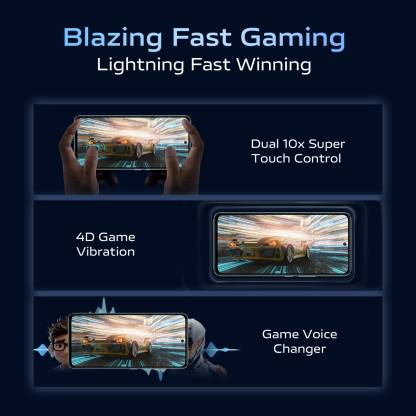 Blazing Fast Gaming
Lightning Fast Winning
Dual 10x Super
Touch Control
4D Game
Vibration
Game Voice
Changer